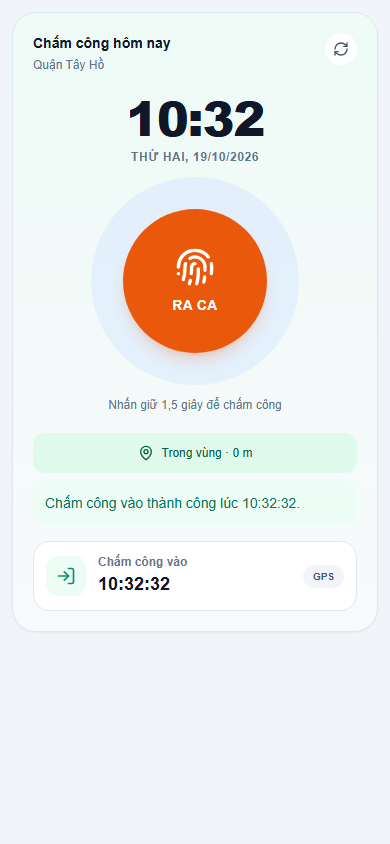 Chấm công hôm nay
Quận Tây Hồ
10:32
THỨ HAI, 19/10/2026
RA CA
Nhấn giữ 1,5 giây để chấm công
Trong vùng · 0 m
Chấm công vào thành công lúc 10:32:32.
Chấm công vào
10:32:32
GPS